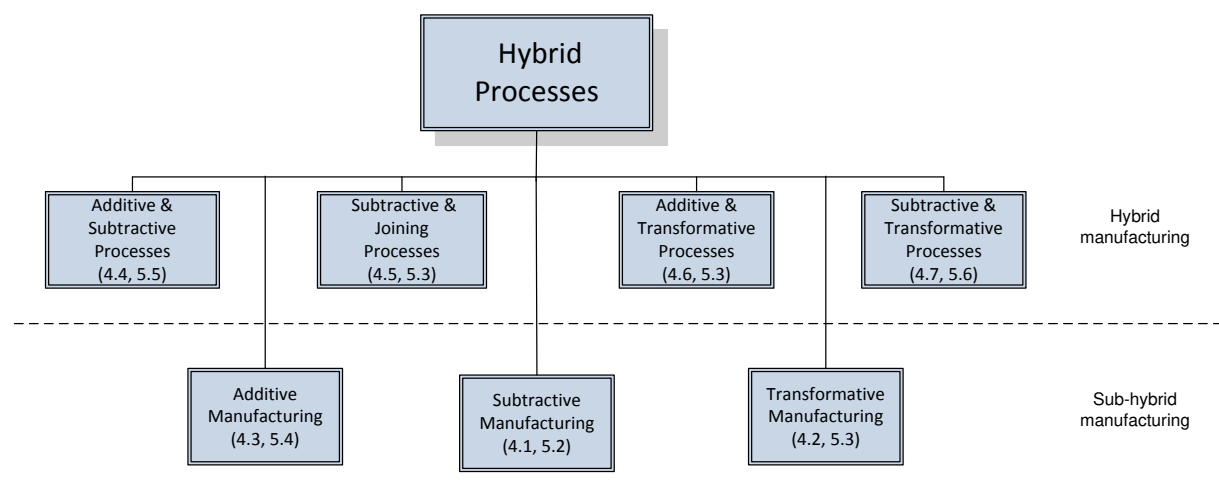 Hybrid
Processes
Additive &
Subtractive
Processes
(4.4, 5.5)
Subtractive &
Joining
Processes
(4.5, 5.3)
Additive &
Transformative
Processes
(4.6, 5.3)
Subtractive &
Transformative
Processes
(4.7, 5.6)
Hybrid
manufacturing
Additive
Manufacturing
(4.3, 5.4)
Subtractive
Manufacturing
(4.1, 5.2)
Transformative
Manufacturing
(4.2, 5.3)
Sub-hybrid
manufacturing